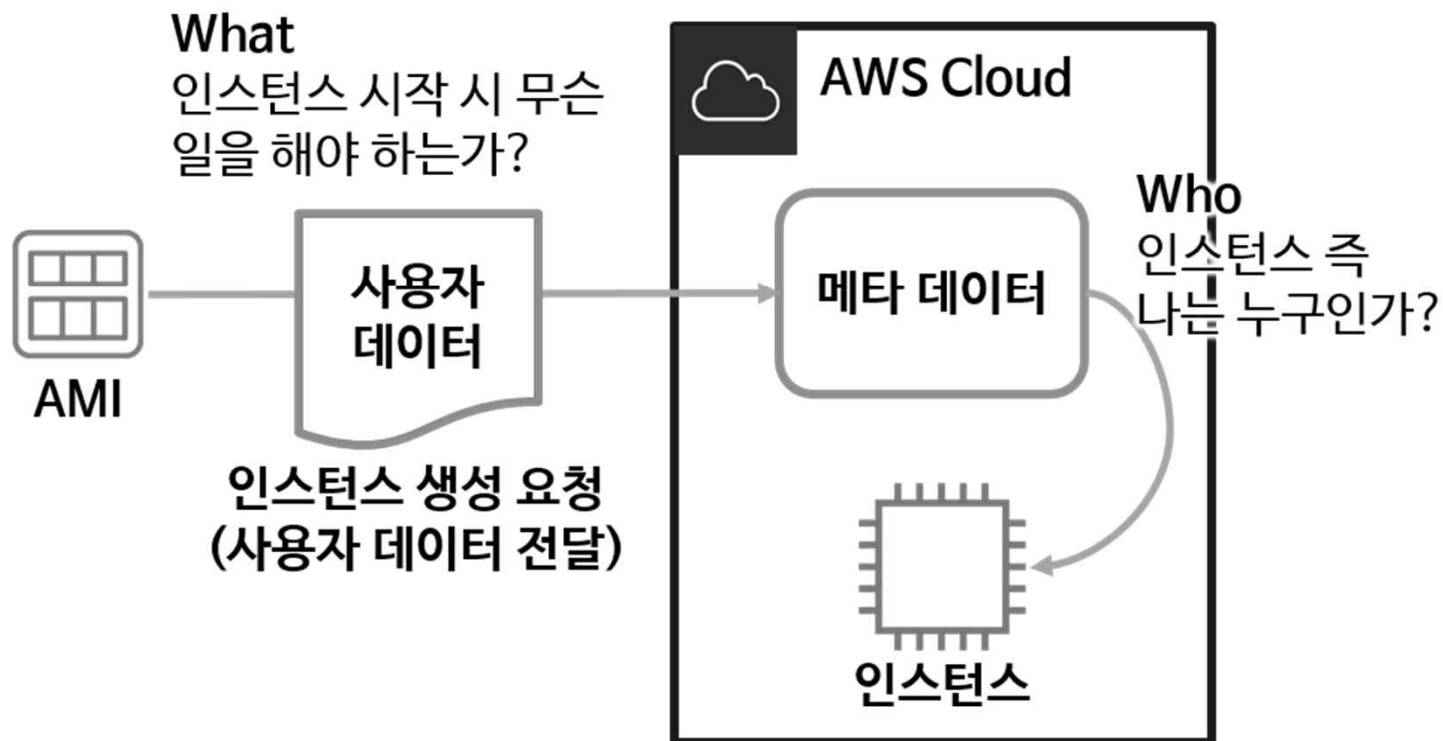 What
인스턴스 시작 시 무슨
일을 해야 하는가?
AMI
사용자
데이터
인스턴스 생성 요청
(사용자 데이터 전달)
AWS Cloud
메타 데이터
Who
인스턴스 즉
나는 누구인가?
인스턴스